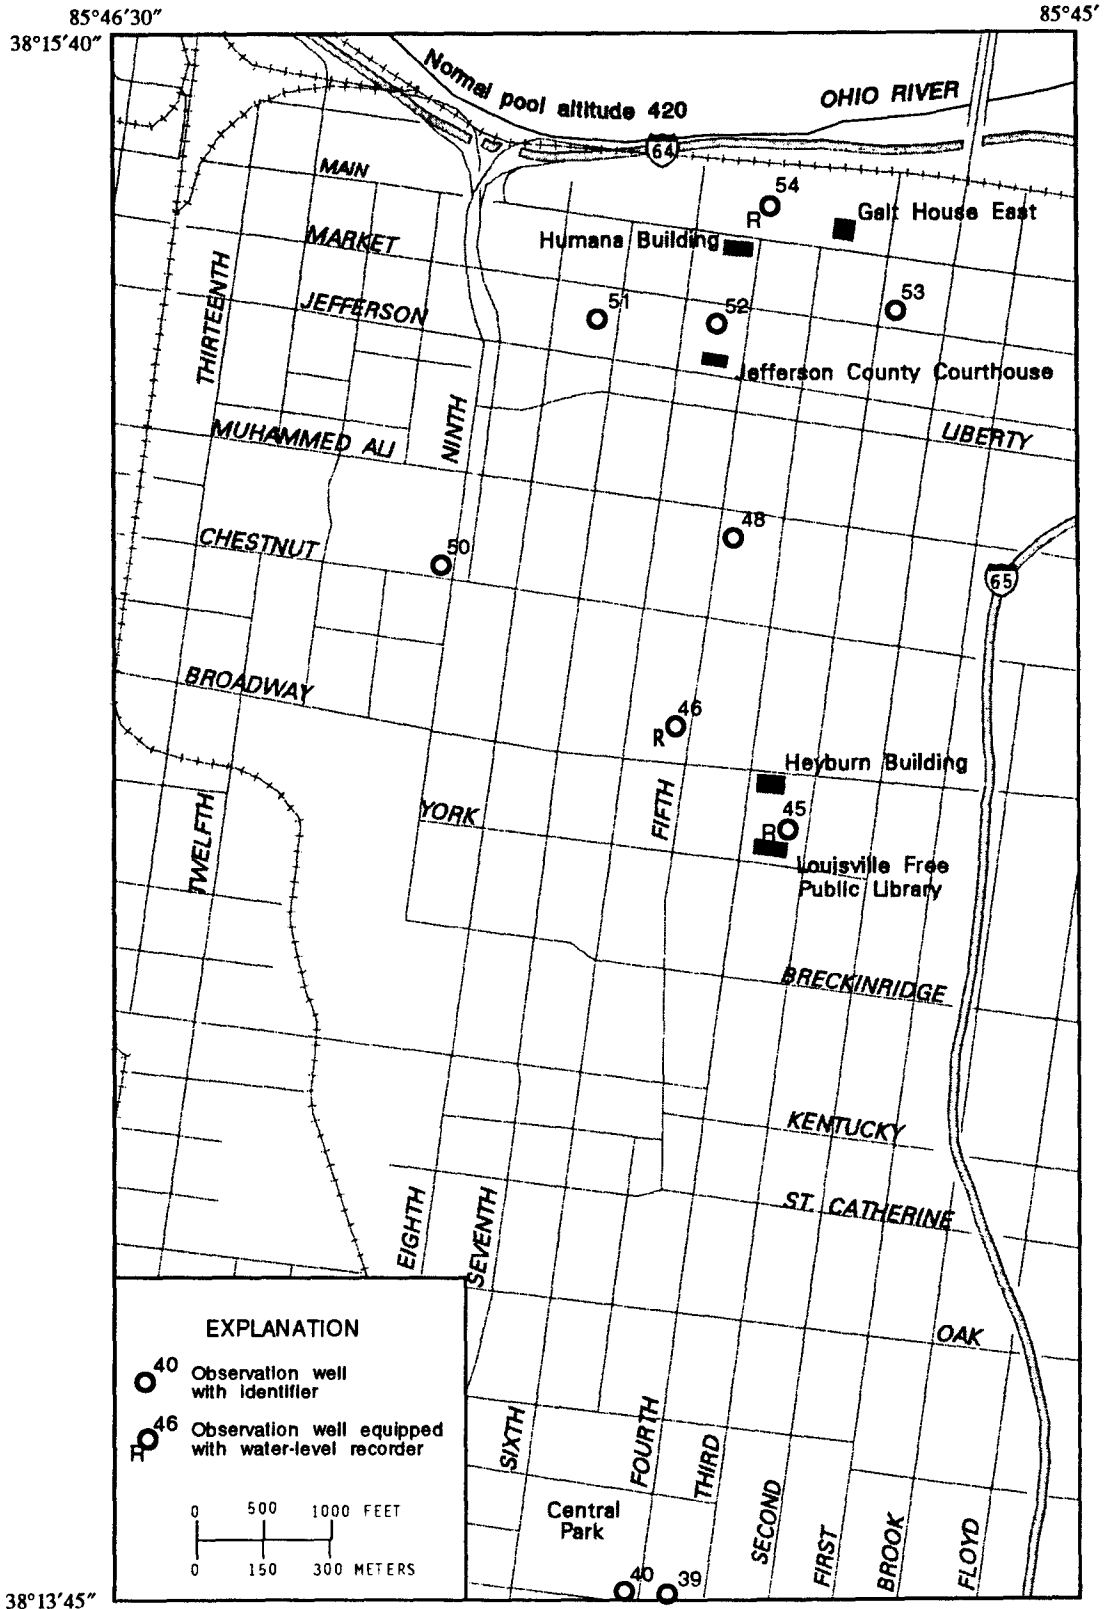 85°46'30"
85°45'
38°15'40"
Normal pool altitude 420
OHIO RIVER
64
MAIN
54
R
Galt House East
Humana Building
MARKET
THIRTEENTH
JEFFERSON
51
52
53
Jefferson County Courthouse
NINTH
MUHAMMED ALI
LIBERTY
48
CHESTNUT
50
65
BROADWAY
46
R
Heyburn Building
TWELFTH
YORK
FIFTH
45
R
Louisville Free
Public Library
BRECKINRIDGE
KENTUCKY
EIGHTH
SEVENTH
ST. CATHERINE
OAK
EXPLANATION
40 Observation well
with identifier
46 Observation well equipped
R with water-level recorder
0 500 1000 FEET
0 150 300 METERS
SIXTH
FOURTH
THIRD
SECOND
FIRST
BROOK
FLOYD
Central
Park
40
39
38°13'45"